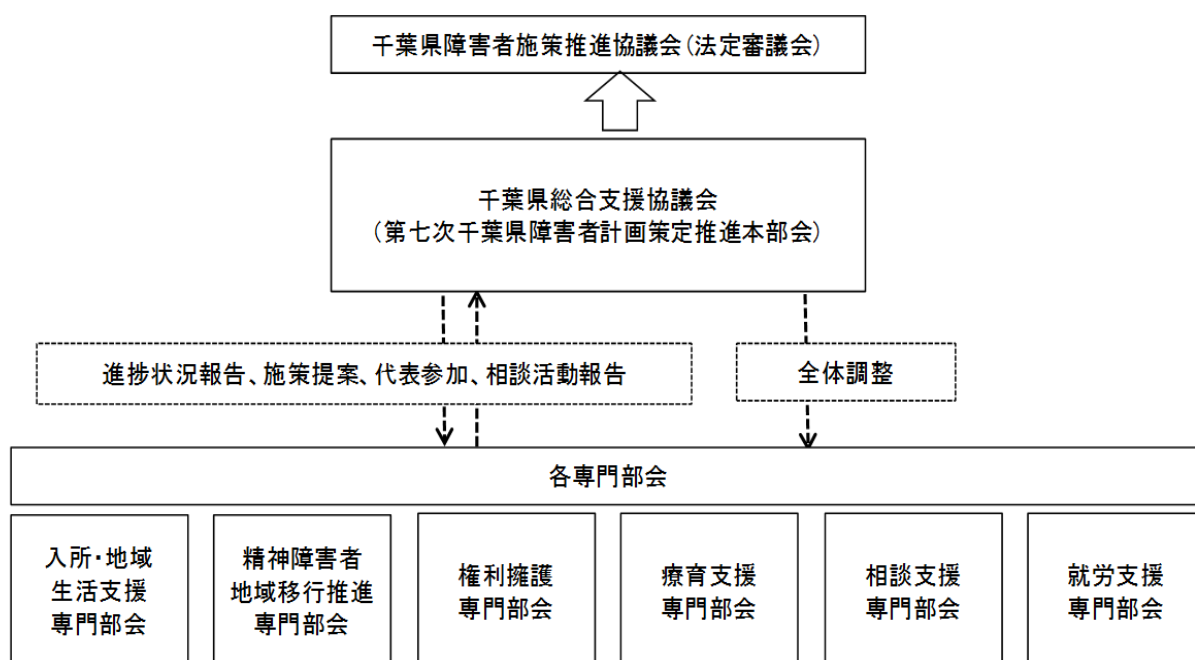 千葉県障害者施策推進協議会(法定審議会)
千葉県総合支援協議会
(第七次千葉県障害者計画策定推進本部会)
進捗状況報告、施策提案、代表参加、相談活動報告
全体調整
各専門部会
入所・地域
生活支援
専門部会
精神障害者
地域移行推進
専門部会
権利擁護
専門部会
療育支援
専門部会
相談支援
専門部会
就労支援
専門部会